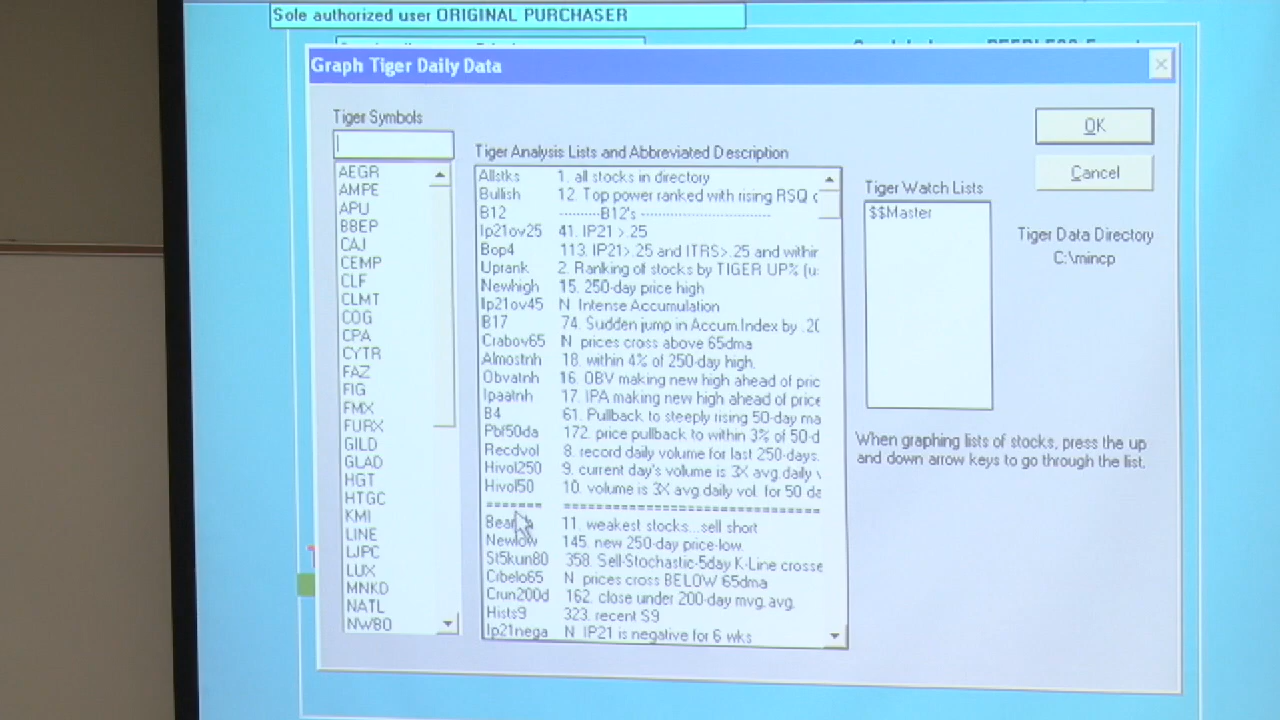 Sole authorized user ORIGINAL PURCHASER
Graph Tiger Daily Data
Tiger Symbols
AEGR
AMPE
APU
BBEP
CAJ
CEMP
CLF
CLMT
COG
CPA
CYTR
FAZ
FIG
FMX
FURX
GILD
GLAD
HGT
HTGC
KMI
LINE
LJPC
LUX
MNKD
NATL
NWBO
Tiger Analysis Lists and Abbreviated Description
Allstks 1. all stocks in directory
Bullish 12. Top power ranked with rising RSQ
B12 ---------B12's ----------------------
Ip21ov25 41. IP21 >.25
Bop4 113. IP21>.25 and ITRS>.25 and within
Uprank 2. Ranking of stocks by TIGER UP% (u
Newhigh 15. 250-day price high
Ip21ov45 N Intense Accumulation
B17 74. Sudden jump in Accum.Index by .20
Crabov65 N prices cross above 65dma
Almostnh 18. within 4% of 250-day high.
Obvatnh 16. OBV making new high ahead of pric
Ipaatnh 17. IPA making new high ahead of price
B4 61. Pullback to steeply rising 50-day ma
Pbf50da 172. price pullback to within 3% of 50-d
Recdvol 8. record daily volume for last 250-days.
Hivol250 9. current day's volume is 3X avg daily v
Hivol50 10. volume is 3X avg daily vol. for 50 da
======= ================================
11. weakest stocks...sell short
Newlow 145. new 250-day price-low.
St5kun80 358. Sell-Stochastic-5day K-Line crosse
Crbelo65 N prices cross BELOW 65dma
Crun200d 162. close under 200-day mvg.avg.
Hists9 323. recent S9
Ip21nega N IP21 is negative for 6 wks
Tiger Watch Lists
$$Master
OK
Cancel
Tiger Data Directory
C:\mincp
When graphing lists of stocks, press the up
and down arrow keys to go through the list.